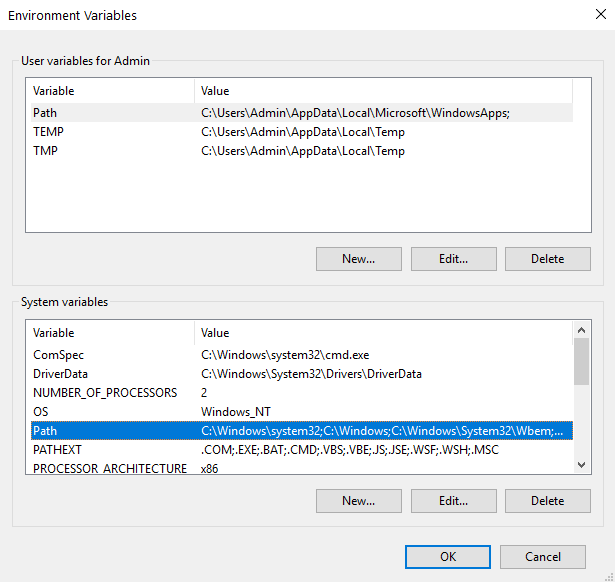 Environment Variables
User variables for Admin
Variable Value
Path C:\Users\Admin\AppData\Local\Microsoft\WindowsApps;
TEMP C:\Users\Admin\AppData\Local\Temp
TMP C:\Users\Admin\AppData\Local\Temp
New... Edit... Delete
System variables
Variable Value
ComSpec C:\Windows\system32\cmd.exe
DriverData C:\Windows\System32\Drivers\DriverData
NUMBER_OF_PROCESSORS 2
OS Windows_NT
Path C:\Windows\system32;C:\Windows;C:\Windows\System32\Wbem;...
PATHEXT .COM;.EXE;.BAT;.CMD;.VBS;.VBE;.JS;.JSE;.WSF;.WSH;.MSC
PROCESSOR_ARCHITECTURE x86
New... Edit... Delete
OK Cancel